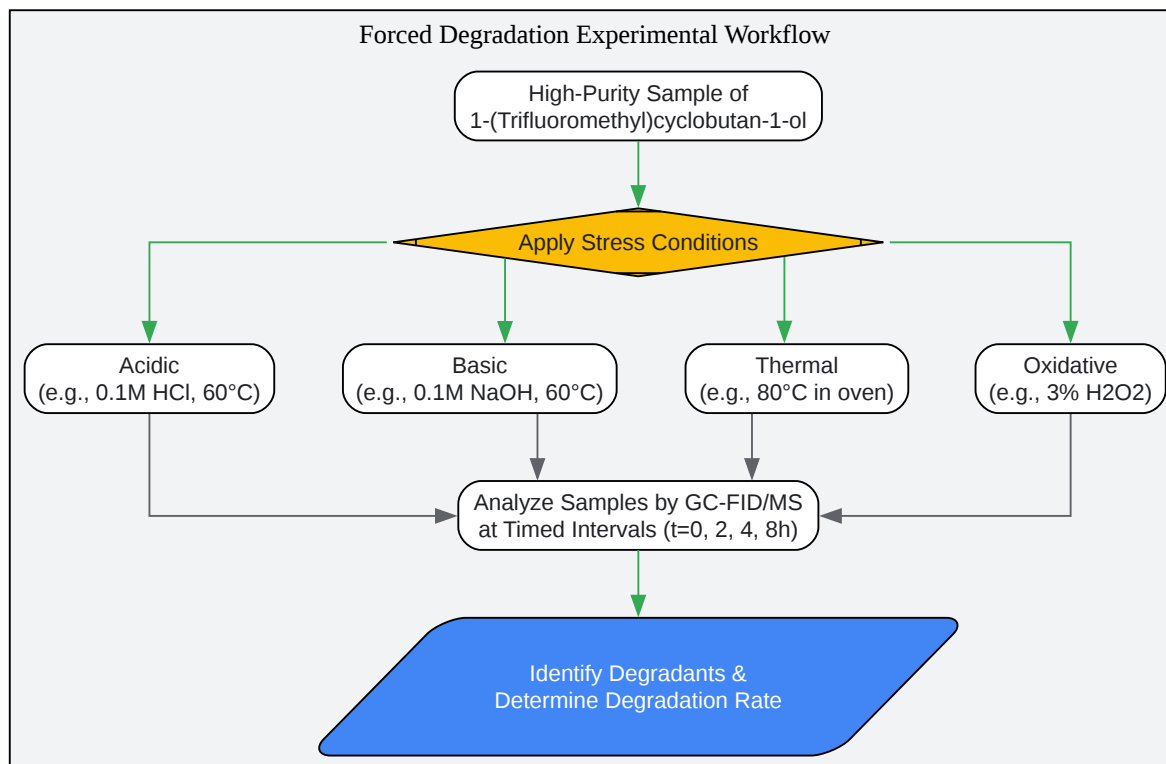 Forced Degradation Experimental Workflow
High-Purity Sample of
1-(Trifluoromethyl)cyclobutan-1-ol
Apply Stress Conditions
Acidic
(e.g., 0.1M HCl, 60°C)
Basic
(e.g., 0.1M NaOH, 60°C)
Thermal
(e.g., 80°C in oven)
Oxidative
(e.g., 3% H2O2)
Analyze Samples by GC-FID/MS
at Timed Intervals (t=0, 2, 4, 8h)
Identify Degradants &
Determine Degradation Rate